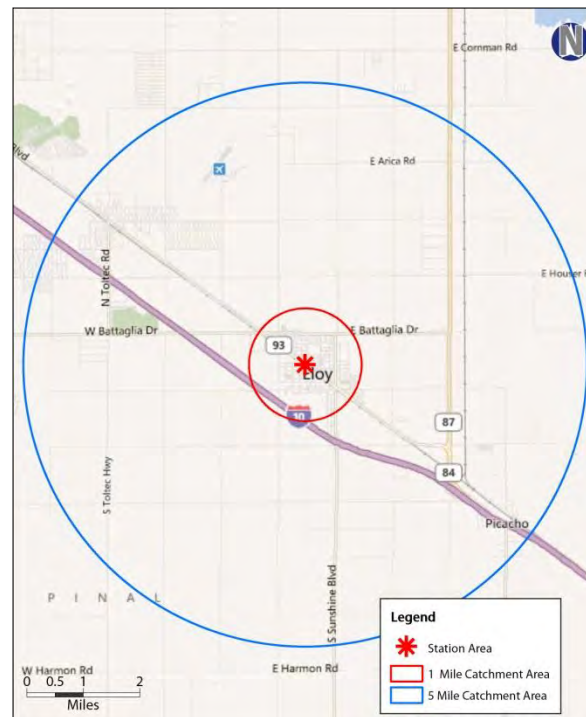 N
E Cornman Rd
Blvd
E Arica Rd
N Toltec Rd
E Houser
W Battaglia Dr
E Battaglia Dr
93
Eloy
10
87
84
S Toltec Hwy
Picacho
S Sunshine Blvd
PINAL
W Harmon Rd
E Harmon Rd
0 0.5 1 2
Miles
Legend
Station Area
1 Mile Catchment Area
5 Mile Catchment Area